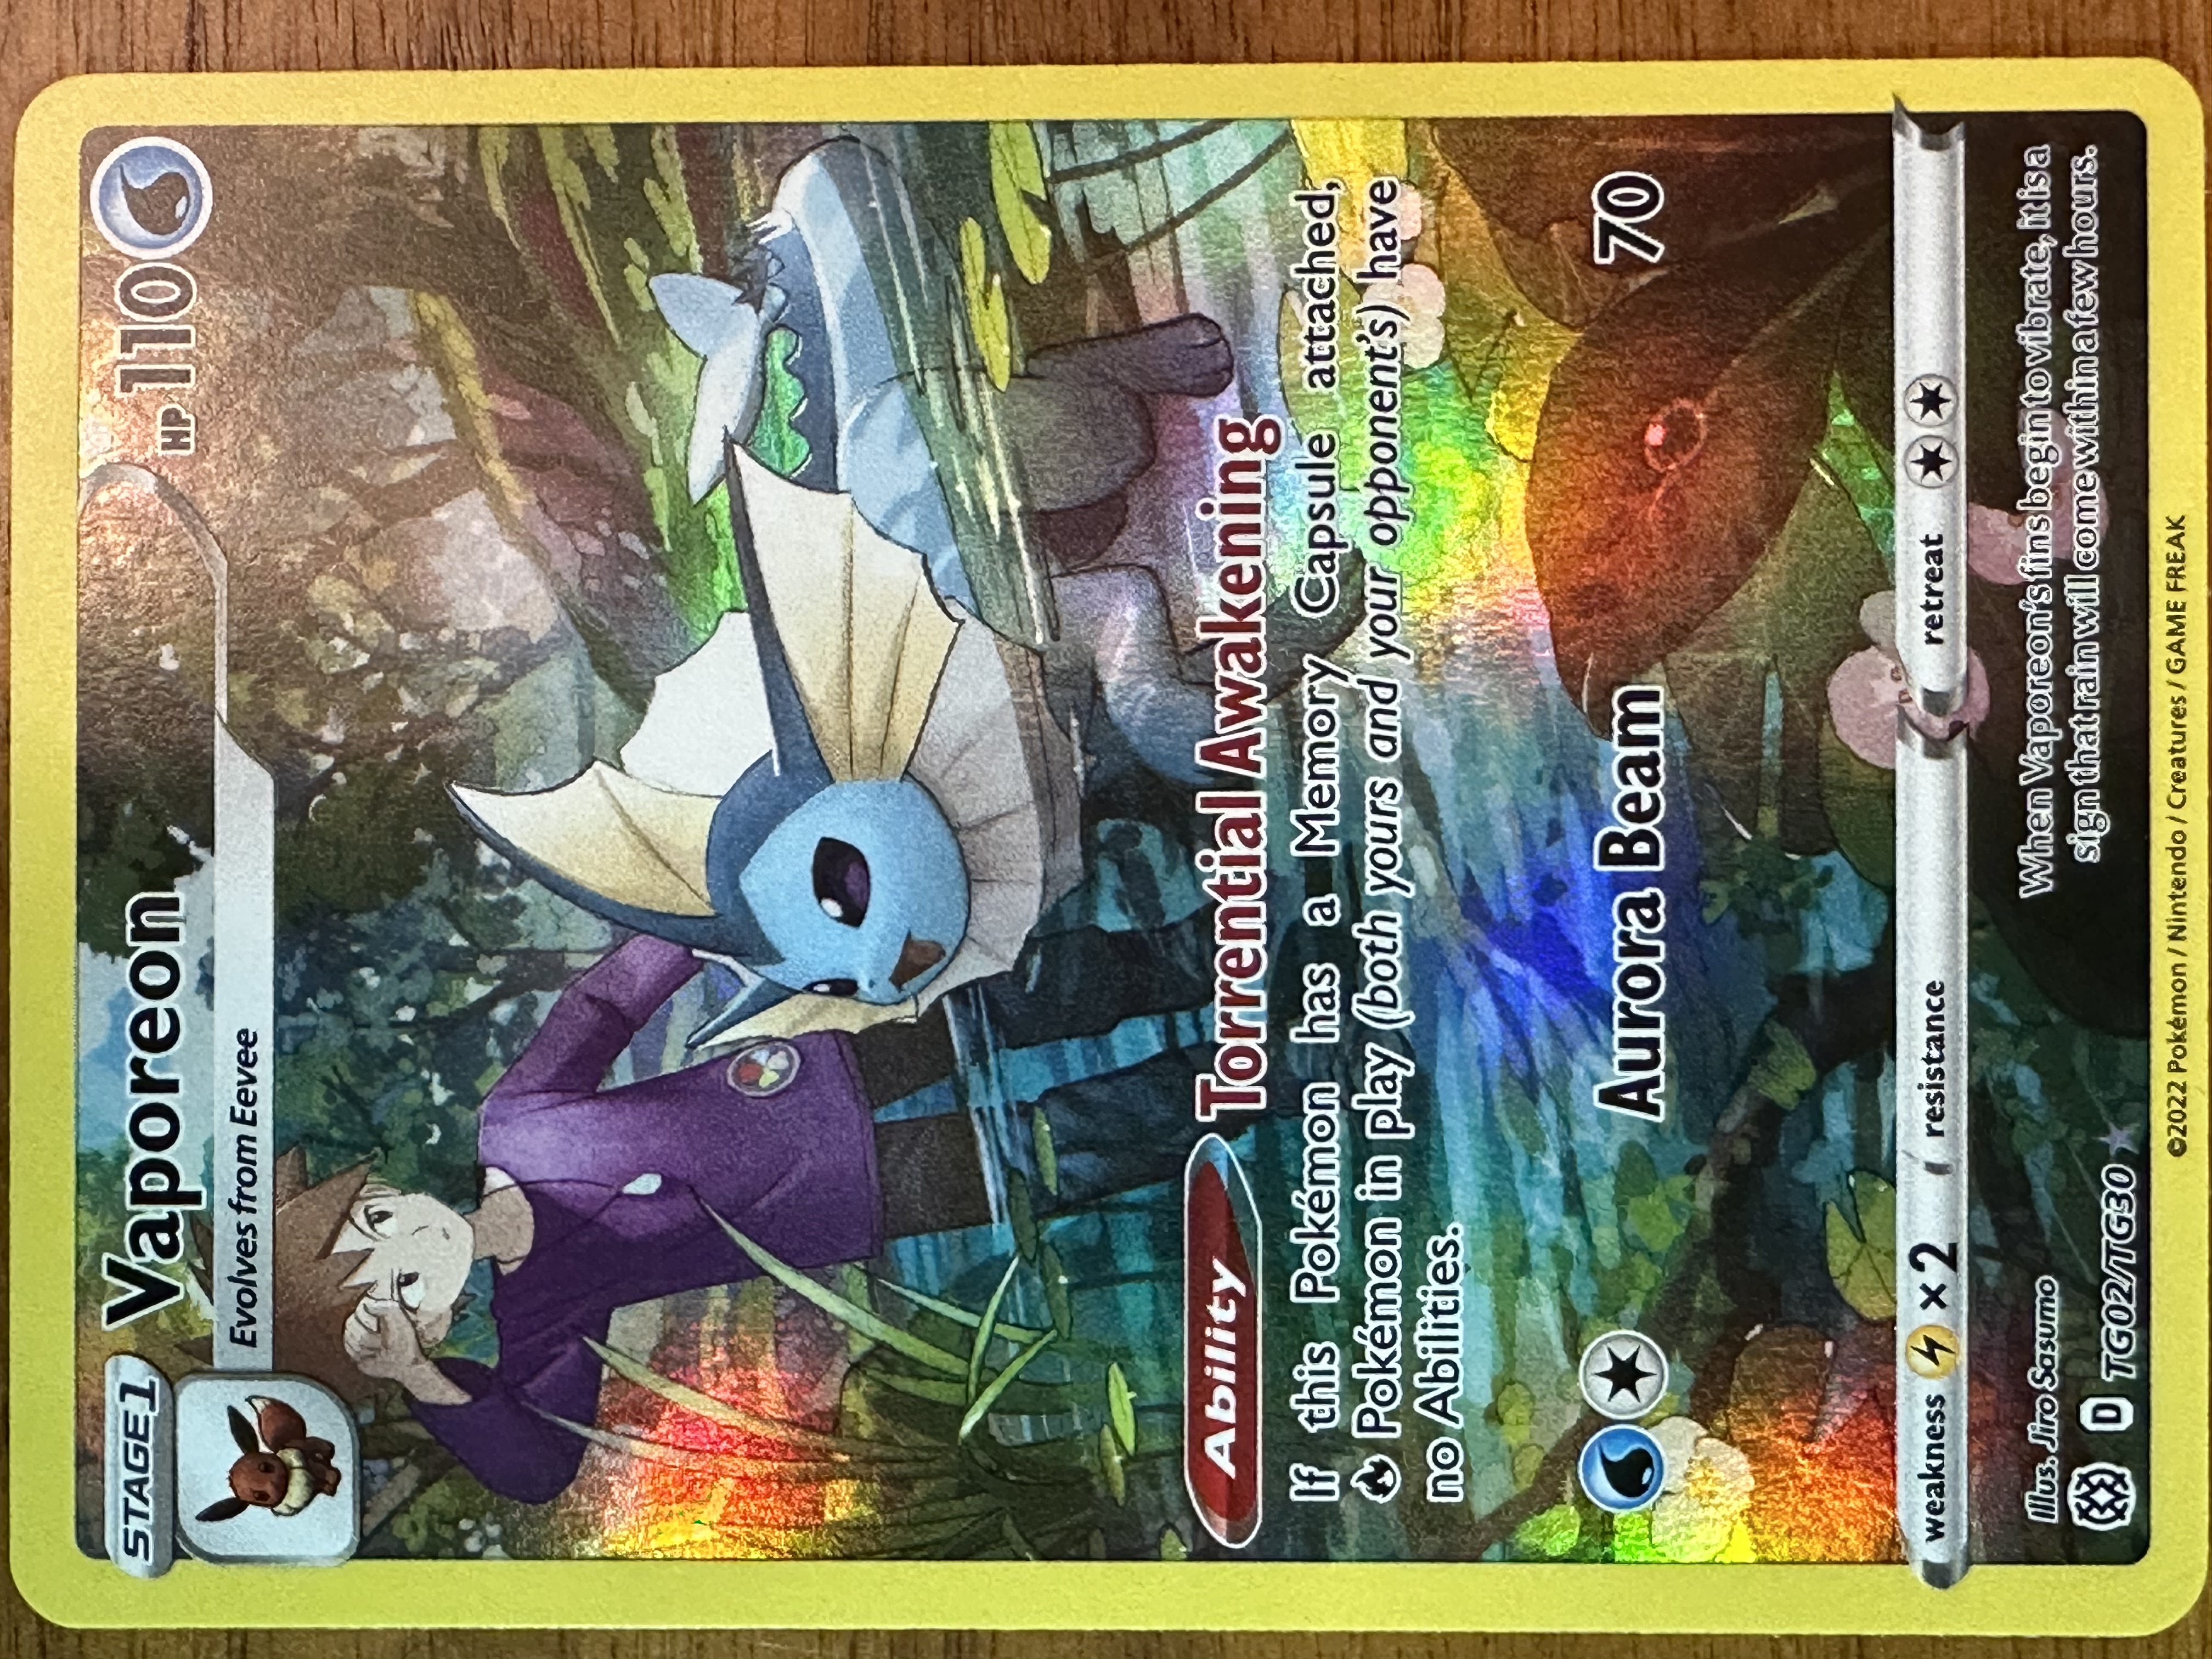 STAGE1
Vaporeon
HP 110
Evolves from Eevee
Ability Torrential Awakening
If this Pokémon has a Memory Capsule attached,
Pokémon in play (both yours and your opponent's) have
no Abilities.
Aurora Beam 70
weakness ×2 resistance retreat
Illus. Jiro Sasumo
When Vaporeon's fins begin to vibrate, it is a
sign that rain will come within a few hours.
D TG02/TG30
©2022 Pokémon / Nintendo / Creatures / GAME FREAK